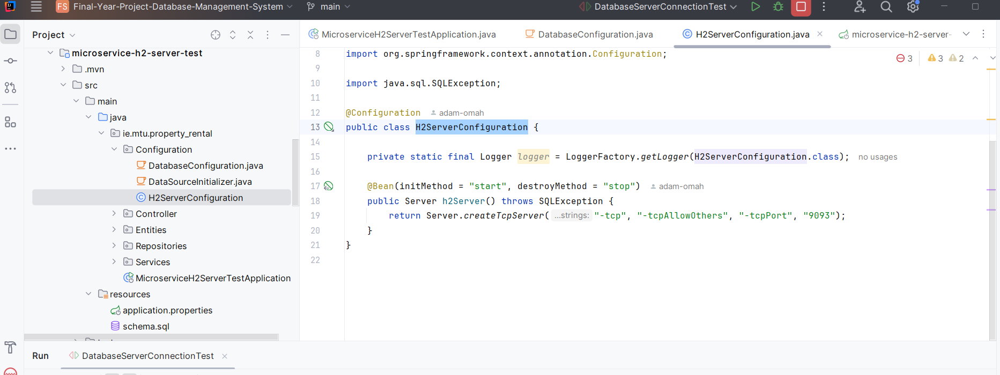 FS Final-Year-Project-Database-Management-System main DatabaseServerConnectionTest
Project
microservice-h2-server-test
.mvn
src
main
java
ie.mtu.property_rental
Configuration
DatabaseConfiguration.java
DataSourceInitializer.java
H2ServerConfiguration
Controller
Entities
Repositories
Services
MicroserviceH2ServerTestApplication
resources
application.properties
schema.sql
MicroserviceH2ServerTestApplication.java DatabaseConfiguration.java H2ServerConfiguration.java microservice-h2-server-
3 3 2
8 import org.springframework.context.annotation.Configuration;
9
10 import java.sql.SQLException;
11
12 @Configuration adam-omah
13 public class H2ServerConfiguration {
14
15 private static final Logger logger = LoggerFactory.getLogger(H2ServerConfiguration.class); no usages
16
17 @Bean(initMethod = "start", destroyMethod = "stop") adam-omah
18 public Server h2Server() throws SQLException {
19 return Server.createTcpServer( ...strings: "-tcp", "-tcpAllowOthers", "-tcpPort", "9093");
20 }
21 }
22
Run DatabaseServerConnectionTest